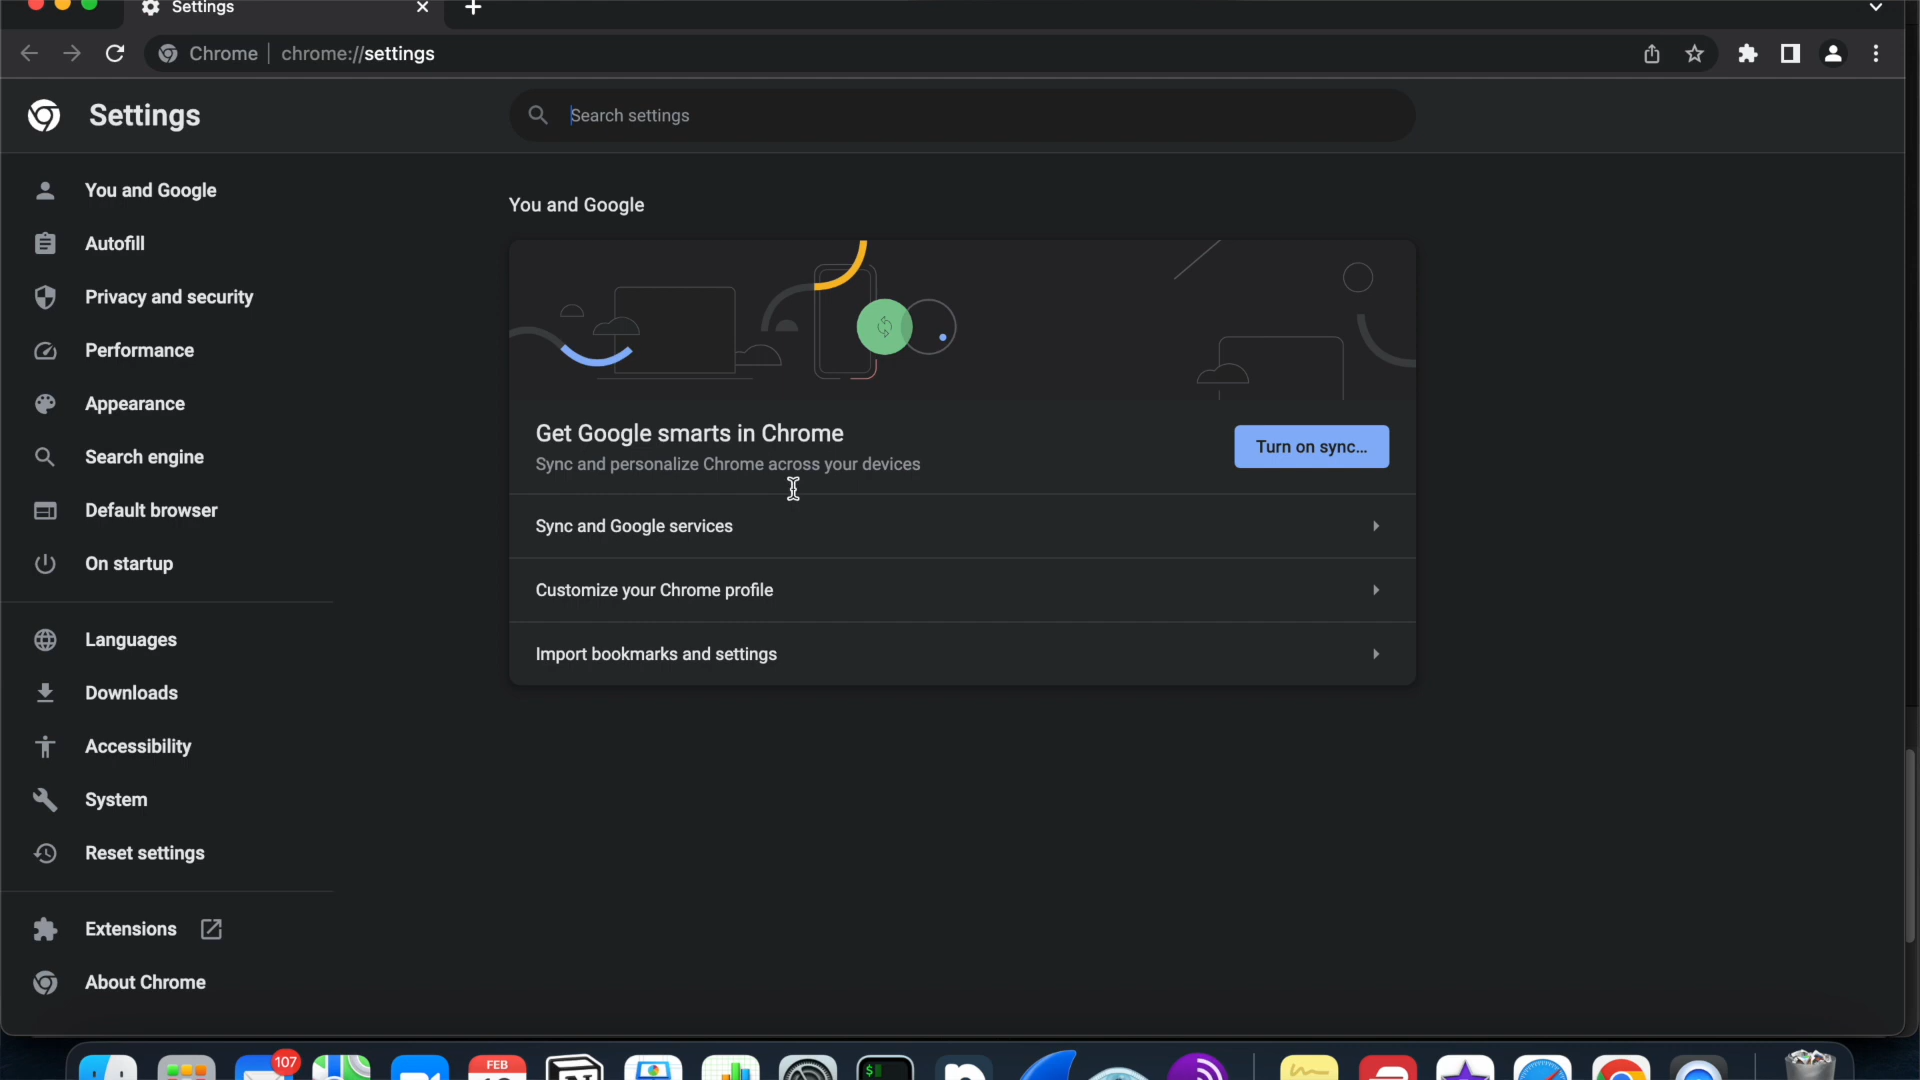 Settings
Chrome | chrome://settings
Settings
Search settings
You and Google
Autofill
Privacy and security
Performance
Appearance
Search engine
Default browser
On startup
Languages
Downloads
Accessibility
System
Reset settings
Extensions
About Chrome
You and Google
Get Google smarts in Chrome
Sync and personalize Chrome across your devices
Turn on sync...
Sync and Google services
Customize your Chrome profile
Import bookmarks and settings
107
FEB
$